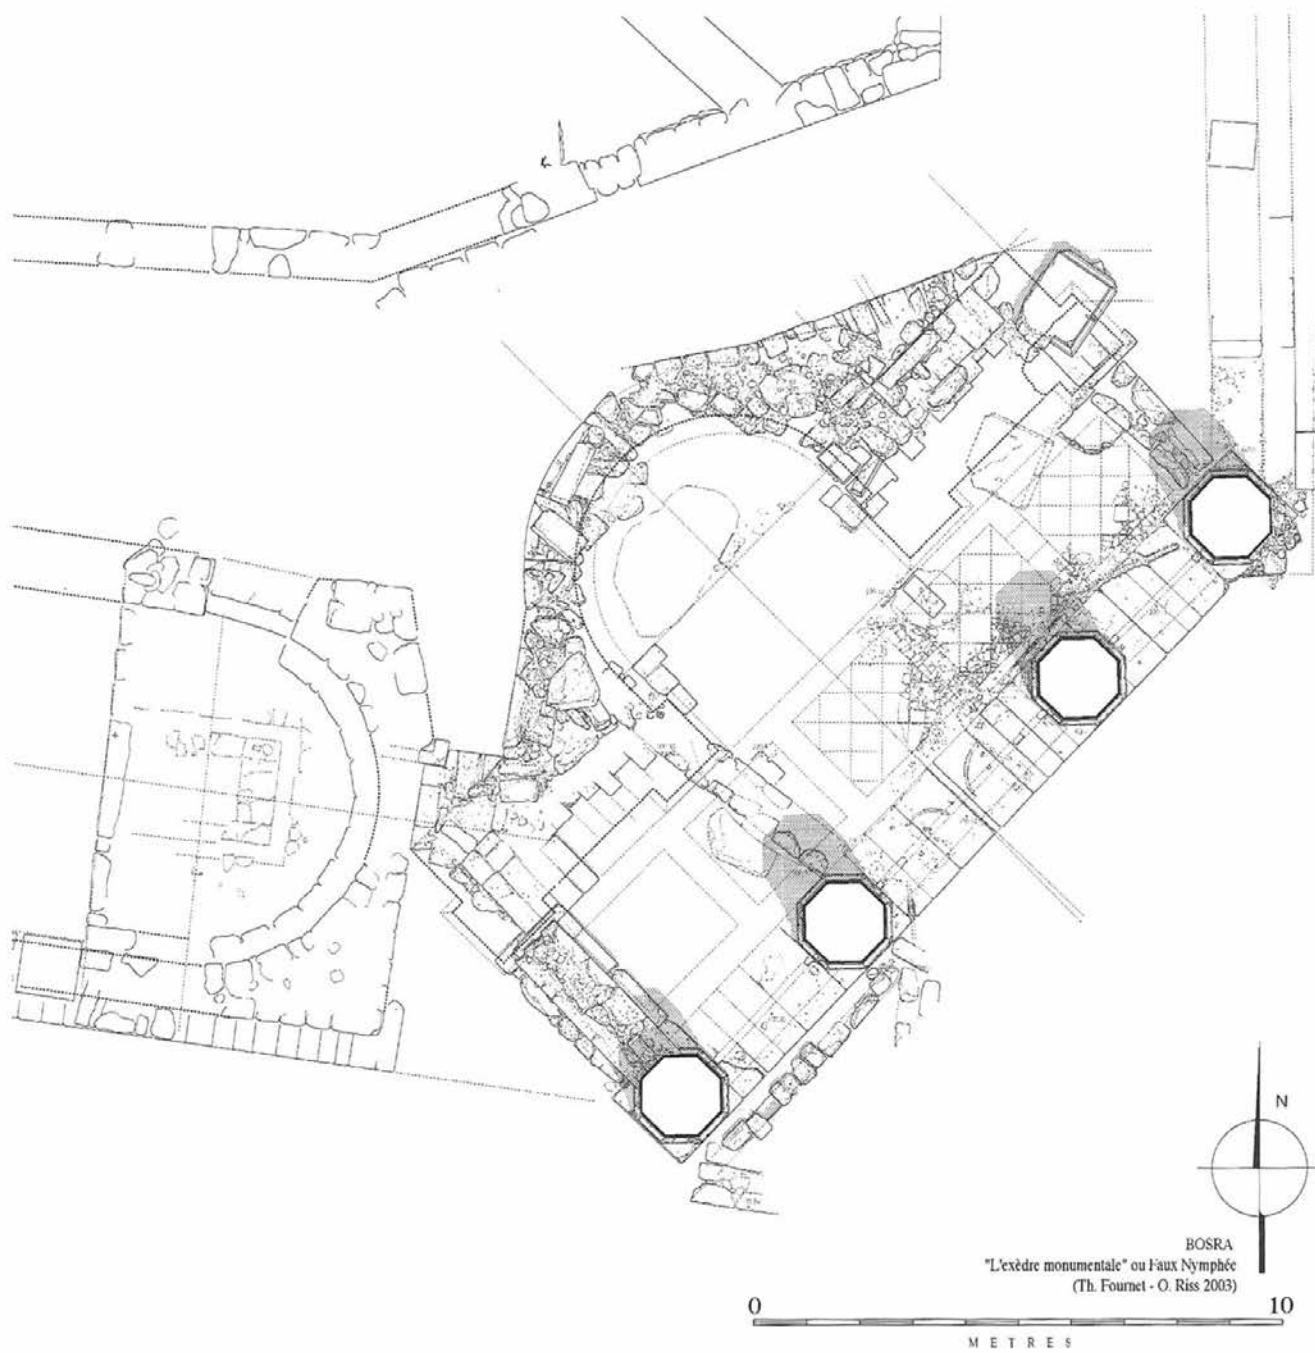 N
BOSRA
"L'exèdre monumentale" ou Faux Nymphée
(Th. Fournet - O. Riss 2003)
0 10
METRES